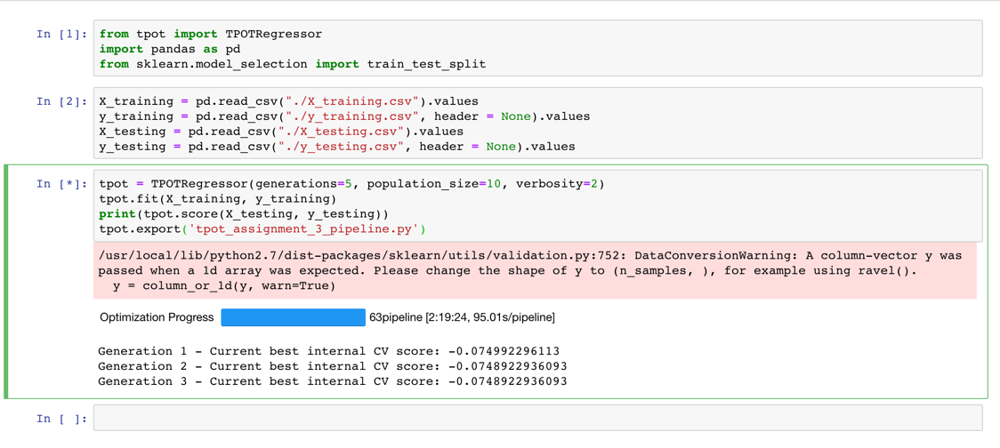 In [1]: from tpot import TPOTRegressor
import pandas as pd
from sklearn.model_selection import train_test_split
In [2]: X_training = pd.read_csv("./X_training.csv").values
y_training = pd.read_csv("./y_training.csv", header = None).values
X_testing = pd.read_csv("./X_testing.csv").values
y_testing = pd.read_csv("./y_testing.csv", header = None).values
In [*]: tpot = TPOTRegressor(generations=5, population_size=10, verbosity=2)
tpot.fit(X_training, y_training)
print(tpot.score(X_testing, y_testing))
tpot.export('tpot_assignment_3_pipeline.py')
/usr/local/lib/python2.7/dist-packages/sklearn/utils/validation.py:752: DataConversionWarning: A column-vector y was
passed when a 1d array was expected. Please change the shape of y to (n_samples, ), for example using ravel().
y = column_or_1d(y, warn=True)
Optimization Progress 63pipeline [2:19:24, 95.01s/pipeline]
Generation 1 - Current best internal CV score: -0.074992296113
Generation 2 - Current best internal CV score: -0.0748922936093
Generation 3 - Current best internal CV score: -0.0748922936093
In [ ]: